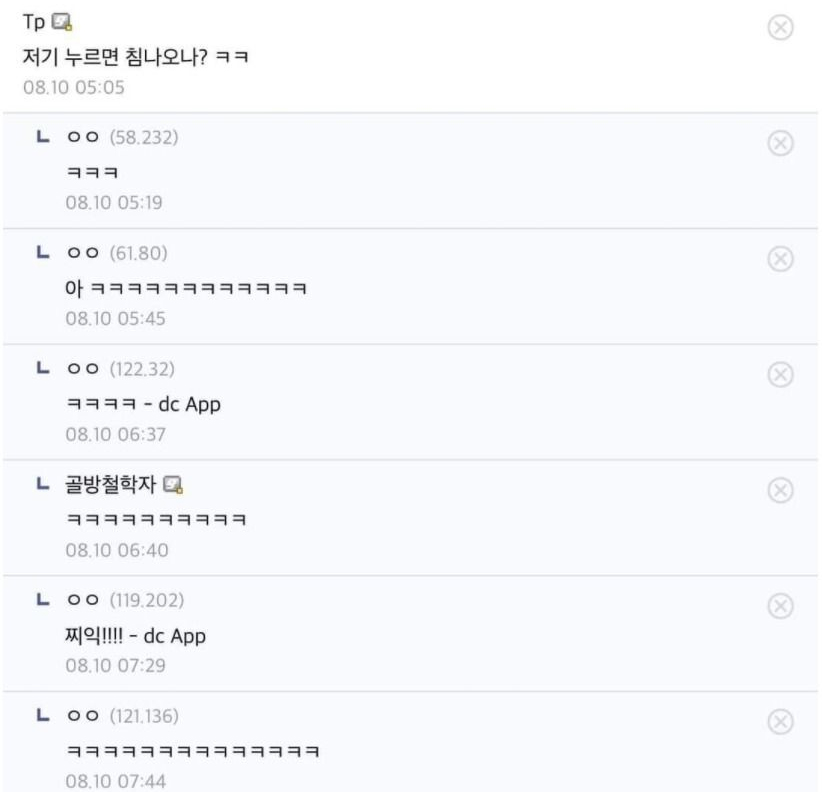 Tp
저기 누르면 침나오나? ㅋㅋ
08.10 05:05
ㄴ ㅇㅇ (58.232)
ㅋㅋㅋ
08.10 05:19
ㄴ ㅇㅇ (61.80)
아 ㅋㅋㅋㅋㅋㅋㅋㅋㅋㅋㅋㅋ
08.10 05:45
ㄴ ㅇㅇ (122.32)
ㅋㅋㅋㅋ - dc App
08.10 06:37
ㄴ 골방철학자
ㅋㅋㅋㅋㅋㅋㅋㅋㅋㅋ
08.10 06:40
ㄴ ㅇㅇ (119.202)
찌익!!!! - dc App
08.10 07:29
ㄴ ㅇㅇ (121.136)
ㅋㅋㅋㅋㅋㅋㅋㅋㅋㅋㅋㅋㅋㅋ
08.10 07:44